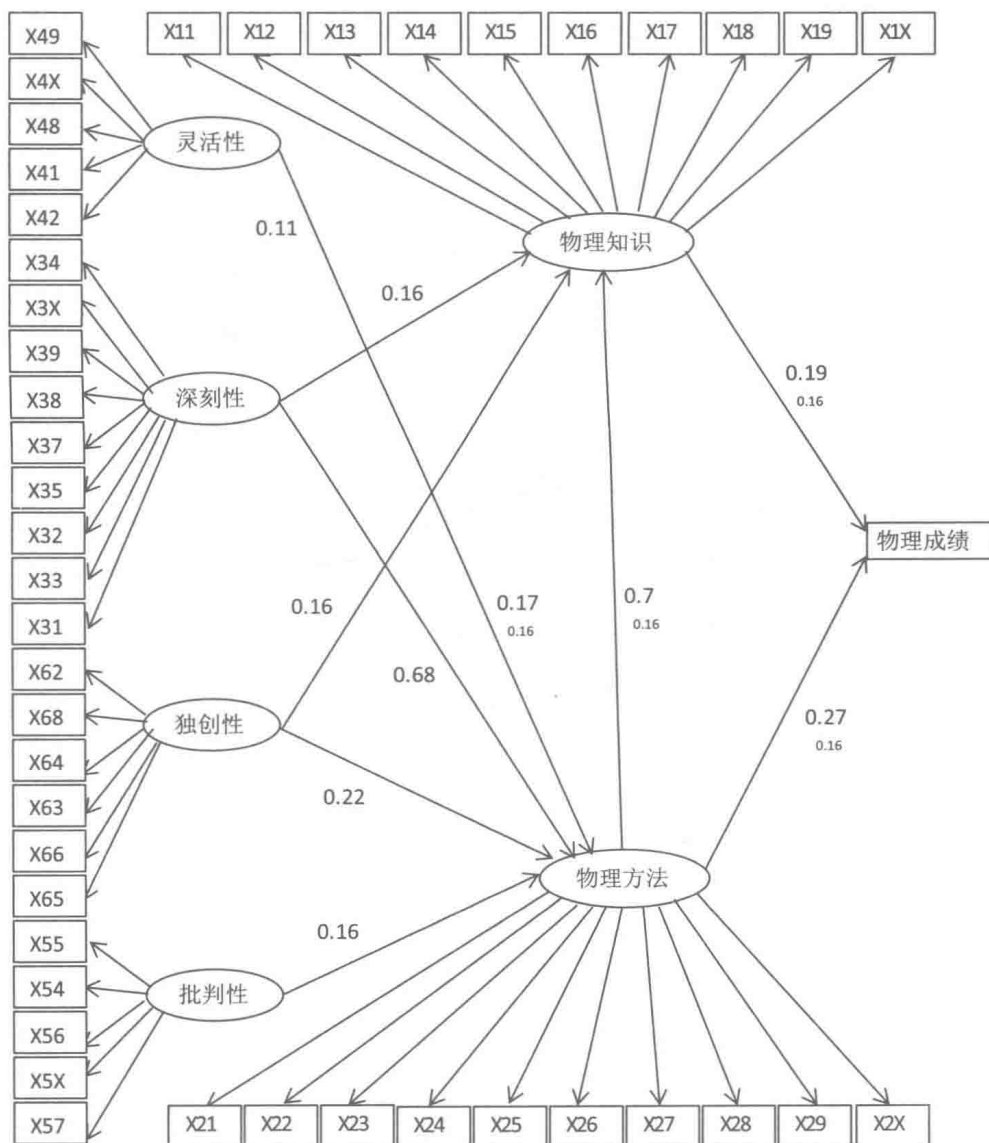 X49
X4X
X48
X41
X42
X34
X3X
X39
X38
X37
X35
X32
X33
X31
X62
X68
X64
X63
X66
X65
X55
X54
X56
X5X
X57
X11 X12 X13 X14 X15 X16 X17 X18 X19 X1X
灵活性
深刻性
独创性
批判性
物理知识
物理方法
物理成绩
0.11
0.16
0.19
0.16
0.16
0.17
0.16
0.7
0.16
0.68
0.27
0.16
0.22
0.16
X21 X22 X23 X24 X25 X26 X27 X28 X29 X2X